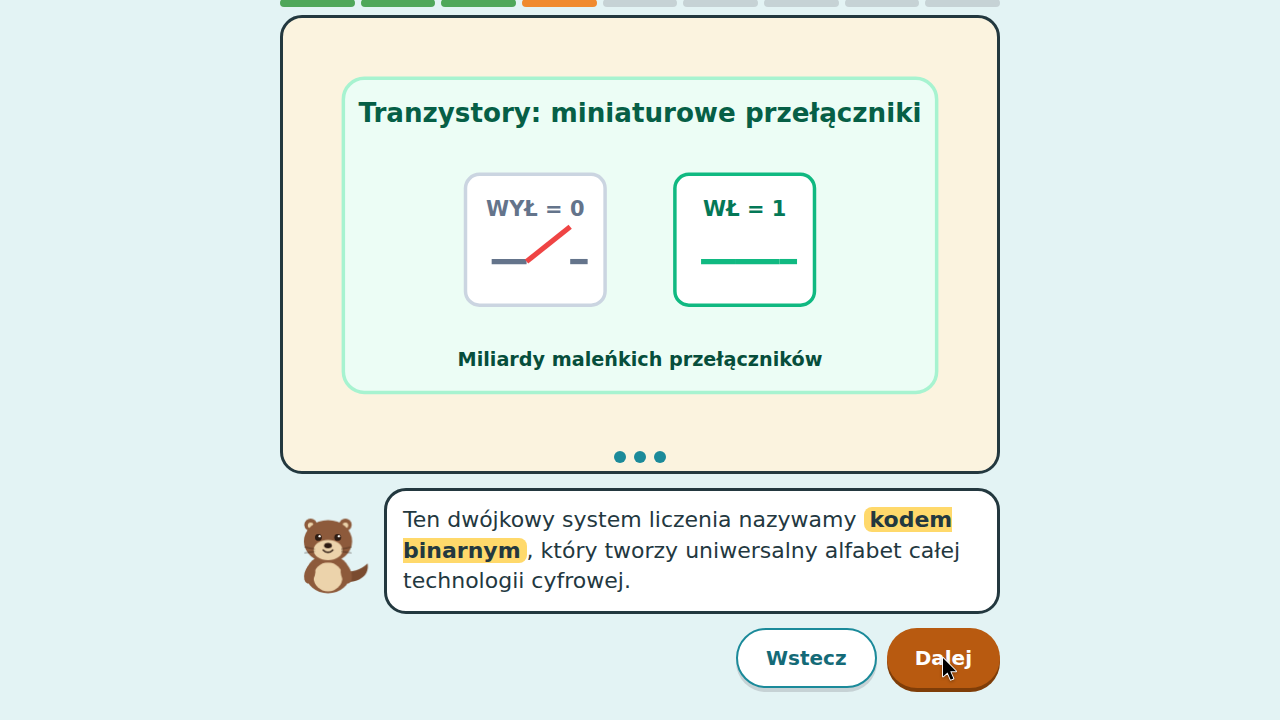 Tranzystory: miniaturowe przełączniki
WYŁ = 0
WŁ = 1
Miliardy maleńkich przełączników
Ten dwójkowy system liczenia nazywamy kodem
binarnym, który tworzy uniwersalny alfabet całej
technologii cyfrowej.
Wstecz
Dalej